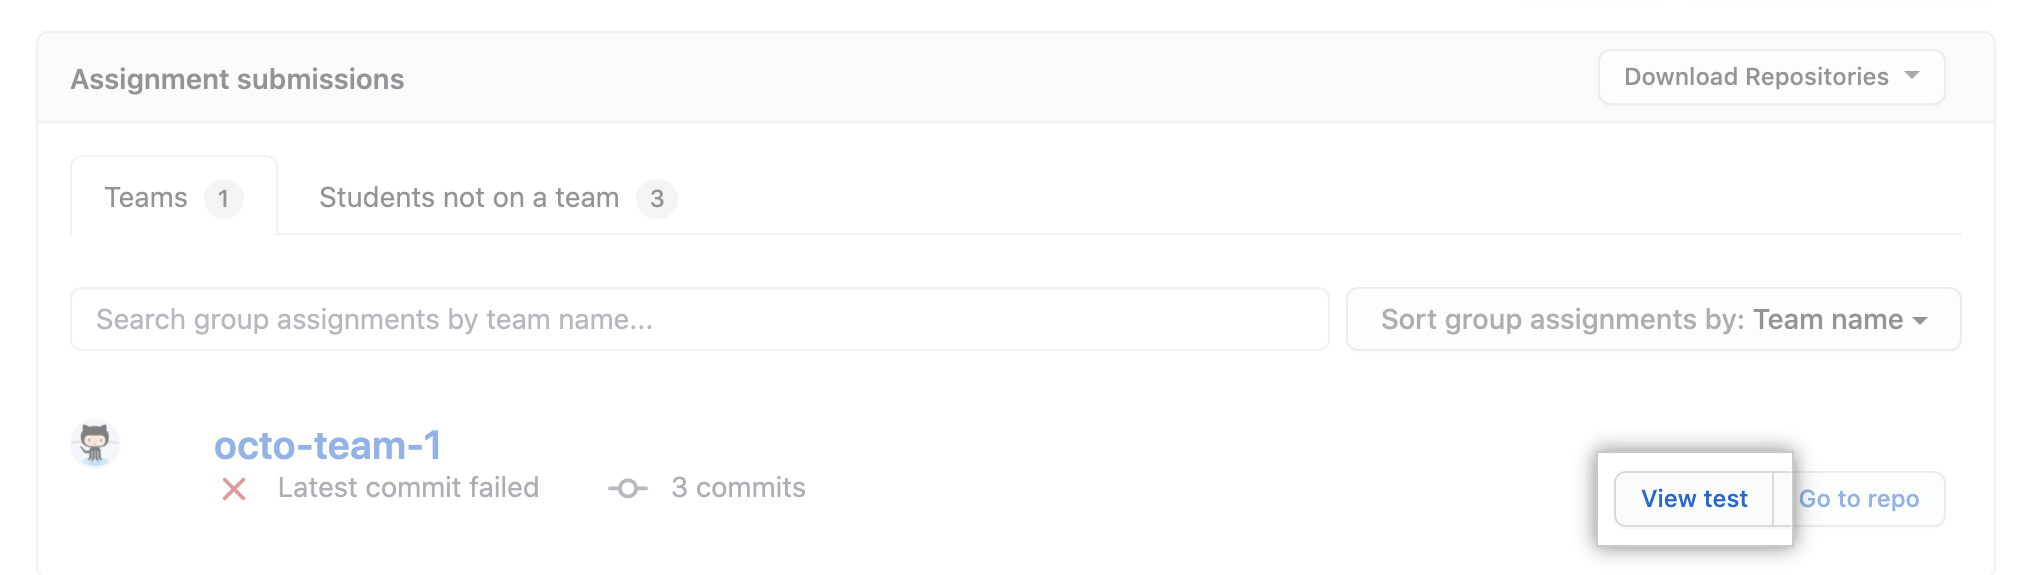 Assignment submissions
Download Repositories
Teams 1
Students not on a team 3
Search group assignments by team name...
Sort group assignments by: Team name
octo-team-1
Latest commit failed
3 commits
View test
Go to repo